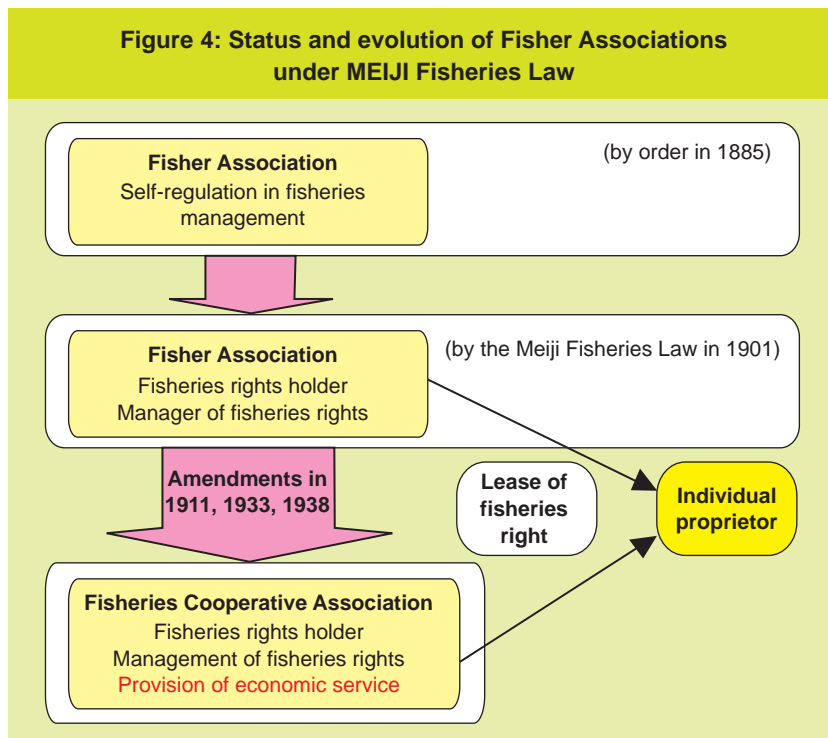 Figure 4: Status and evolution of Fisher Associations
under MEIJI Fisheries Law
Fisher Association
Self-regulation in fisheries
management
(by order in 1885)
Fisher Association
Fisheries rights holder
Manager of fisheries rights
(by the Meiji Fisheries Law in 1901)
Amendments in
1911, 1933, 1938
Lease of
fisheries
right
Individual
proprietor
Fisheries Cooperative Association
Fisheries rights holder
Management of fisheries rights
Provision of economic service